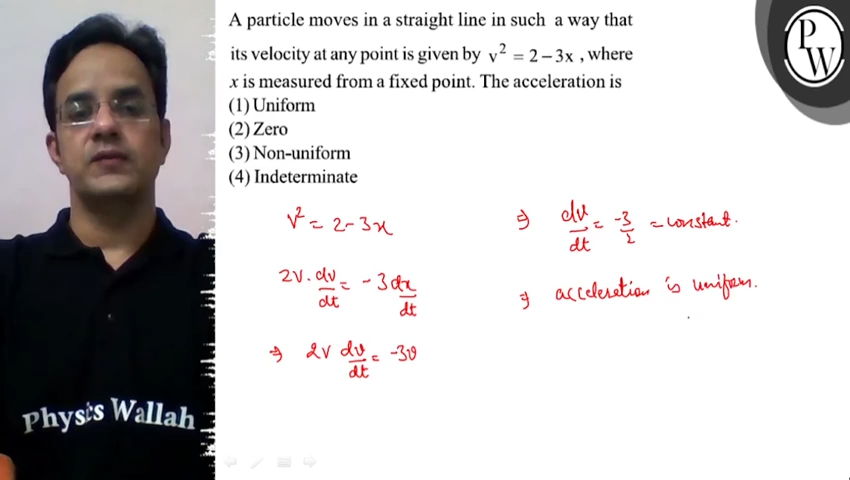 A particle moves in a straight line in such a way that
its velocity at any point is given by v² = 2 – 3x , where
x is measured from a fixed point. The acceleration is
(1) Uniform
(2) Zero
(3) Non-uniform
(4) Indeterminate
v² = 2 - 3x
2v. dv/dt = -3 dx/dt
⇒ 2v dv/dt = -3v
⇒ dv/dt = -3/2 = constant.
⇒ acceleration is uniform.
Physics Wallah
P
W